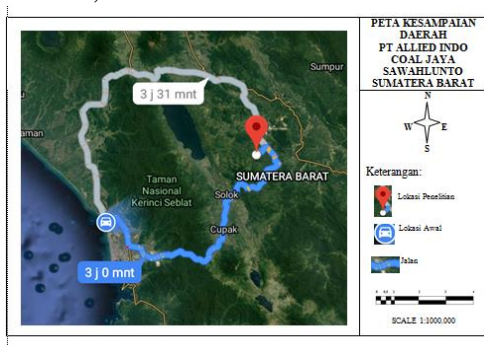 PETA KESAMPAIAN
DAERAH
PT ALLIED INDO
COAL JAYA
SAWAHLUNTO
SUMATERA BARAT
N
W E
S
Keterangan:
Lokasi Penelitian
Lokasi Awal
Jalan
SCALE 1:1000.000
Sumpur
3 j 31 mnt
aman
SUMATERA BARAT
Taman
Nasional
Kerinci Seblat
Solok
Cupak
3 j 0 mnt